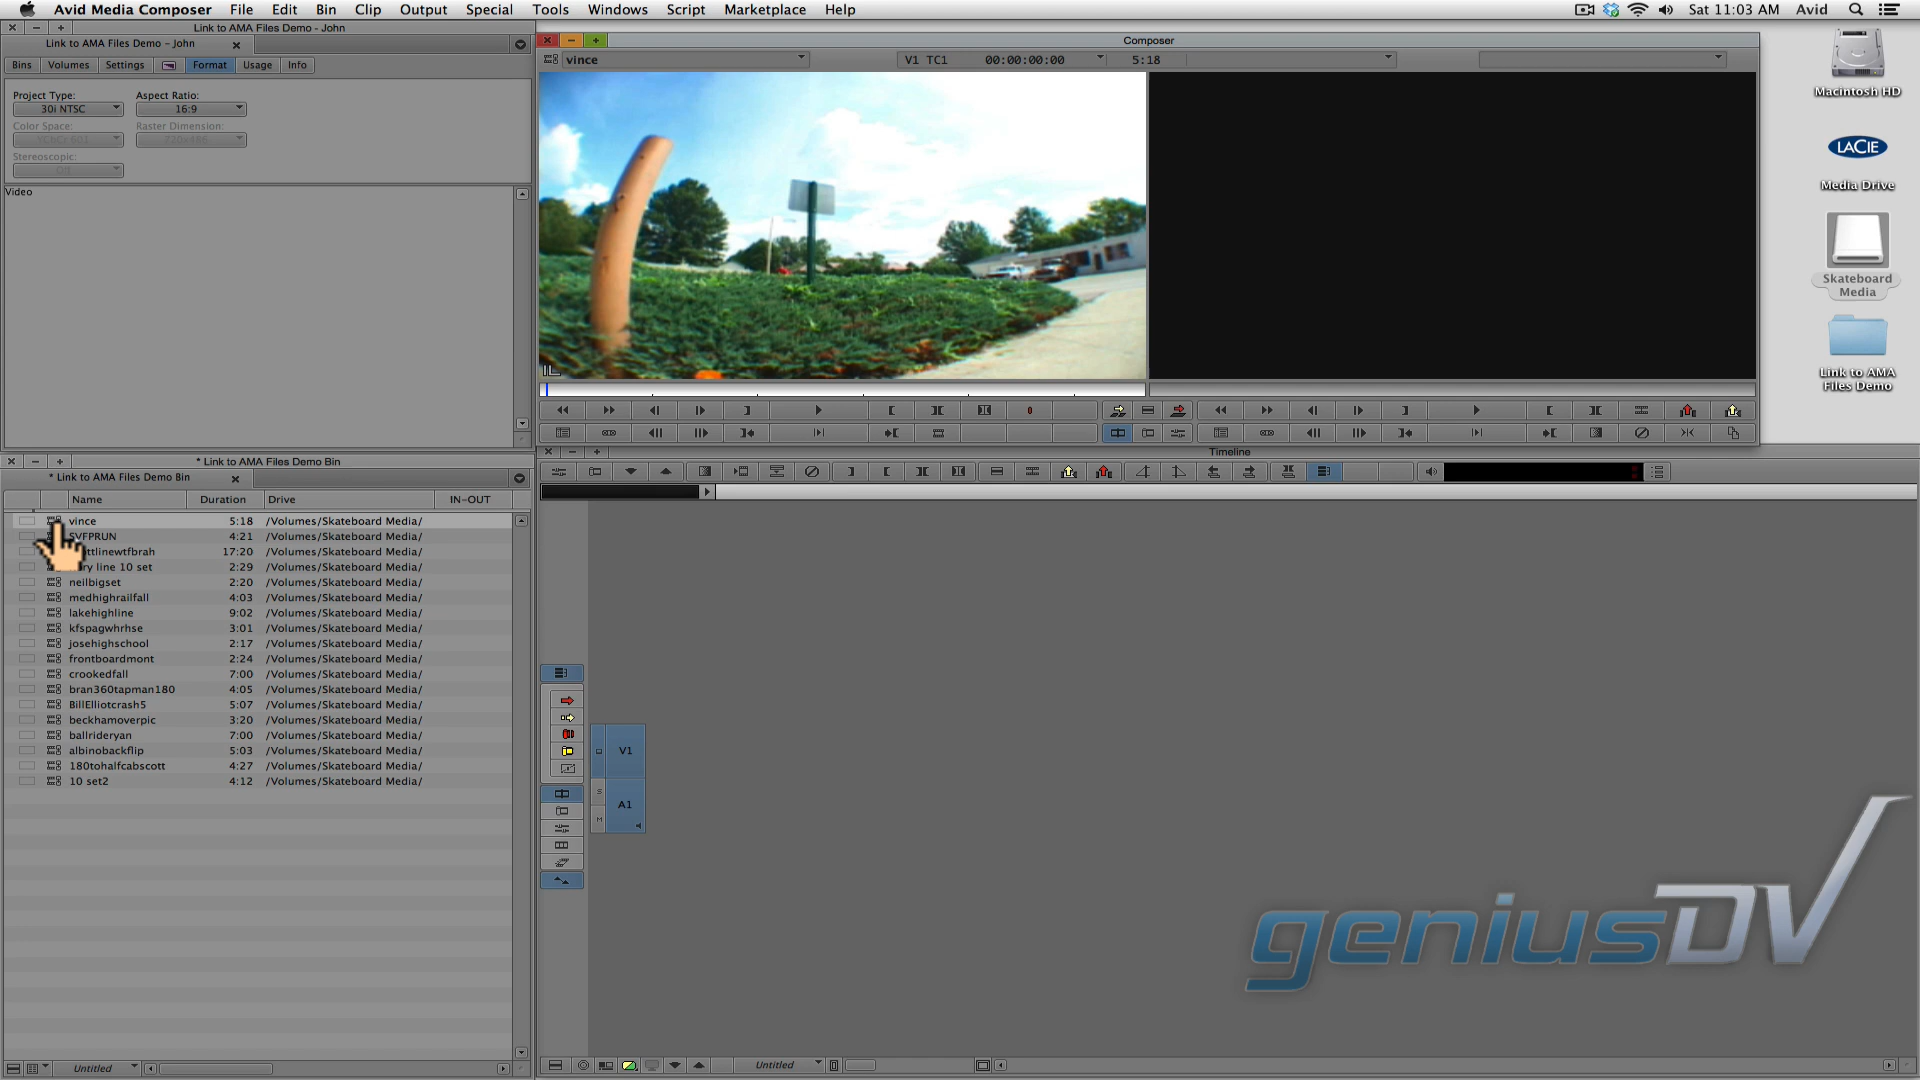 Avid Media Composer File Edit Bin Clip Output Special Tools Windows Script Marketplace Help Sat 11:03 AM Avid
Link to AMA Files Demo - John
Link to AMA Files Demo - John
Bins Volumes Settings Format Usage Info
Project Type: Aspect Ratio:
30i NTSC 16:9
Color Space: Raster Dimension:
YCbCr 601 720x486
Stereoscopic:
Off
Video
Composer
vince V1 TC1 00:00:00:00 5:18
Macintosh HD
LACIE
Media Drive
Skateboard
Media
Link to AMA
Files Demo
* Link to AMA Files Demo Bin
* Link to AMA Files Demo Bin
Name Duration Drive IN-OUT
vince 5:18 /Volumes/Skateboard Media/
SVFPRUN 4:21 /Volumes/Skateboard Media/
17:20 /Volumes/Skateboard Media/
line 10 set 2:29 /Volumes/Skateboard Media/
neilbigset 2:20 /Volumes/Skateboard Media/
medhighrailfall 4:03 /Volumes/Skateboard Media/
lakehighline 9:02 /Volumes/Skateboard Media/
kfspagwhrhse 3:01 /Volumes/Skateboard Media/
josehighschool 2:17 /Volumes/Skateboard Media/
frontboardmont 2:24 /Volumes/Skateboard Media/
crookedfall 7:00 /Volumes/Skateboard Media/
bran360tapman180 4:05 /Volumes/Skateboard Media/
BillElliotcrash5 5:07 /Volumes/Skateboard Media/
beckhamoverpic 3:20 /Volumes/Skateboard Media/
ballrideryan 7:00 /Volumes/Skateboard Media/
albinobackflip 5:03 /Volumes/Skateboard Media/
180tohalfcabscott 4:27 /Volumes/Skateboard Media/
10 set2 4:12 /Volumes/Skateboard Media/
Untitled
Timeline
V1
S
A1
M
geniusDV
Untitled